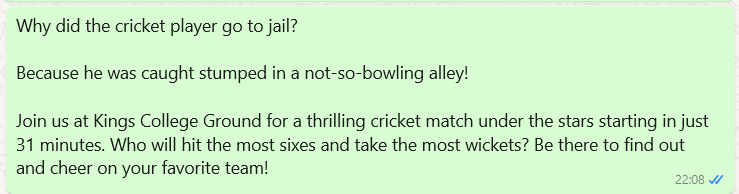 Why did the cricket player go to jail?
Because he was caught stumped in a not-so-bowling alley!
Join us at Kings College Ground for a thrilling cricket match under the stars starting in just
31 minutes. Who will hit the most sixes and take the most wickets? Be there to find out
and cheer on your favorite team!
22:08